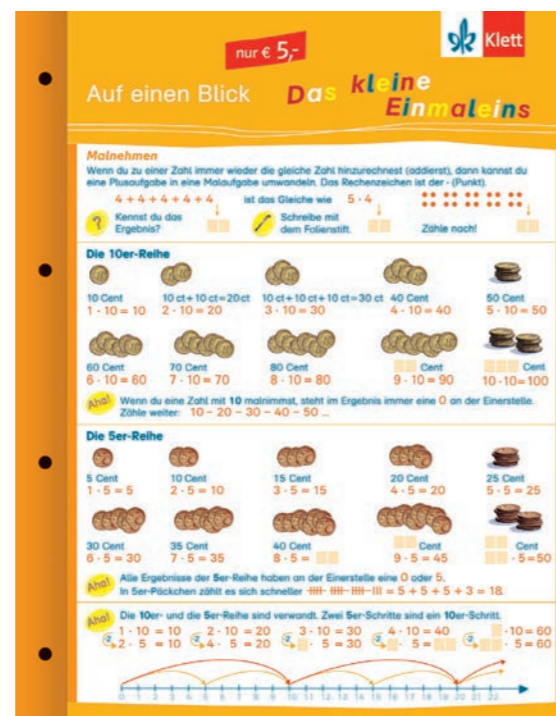 nur € 5,-
Klett
Auf einen Blick
Das kleine
Einmaleins
Malnehmen
Wenn du zu einer Zahl immer wieder die gleiche Zahl hinzurechnest (addierst), dann kannst du
eine Plusaufgabe in eine Malaufgabe umwandeln. Das Rechenzeichen ist der · (Punkt).
4 + 4 + 4 + 4 + 4 ist das Gleiche wie 5 · 4
? Kennst du das
Ergebnis?
Schreibe mit
dem Folienstift.
Zähle nach!
Die 10er-Reihe
10 Cent 10 ct + 10 ct = 20 ct 10 ct + 10 ct + 10 ct = 30 ct 40 Cent 50 Cent
1 · 10 = 10 2 · 10 = 20 3 · 10 = 30 4 · 10 = 40 5 · 10 = 50
60 Cent 70 Cent 80 Cent Cent Cent
6 · 10 = 60 7 · 10 = 70 8 · 10 = 80 9 · 10 = 90 10 · 10 = 100
Aha! Wenn du eine Zahl mit 10 malnimmst, steht im Ergebnis immer eine 0 an der Einerstelle.
Zähle weiter: 10 – 20 – 30 – 40 – 50 ...
Die 5er-Reihe
5 Cent 10 Cent 15 Cent 20 Cent 25 Cent
1 · 5 = 5 2 · 5 = 10 3 · 5 = 15 4 · 5 = 20 5 · 5 = 25
30 Cent 35 Cent 40 Cent Cent Cent
6 · 5 = 30 7 · 5 = 35 8 · 5 = 9 · 5 = 45 · 5 = 50
Aha! Alle Ergebnisse der 5er-Reihe haben an der Einerstelle eine 0 oder 5.
In 5er-Päckchen zählt es sich schneller = 5 + 5 + 5 + 3 = 18.
Aha! Die 10er- und die 5er-Reihe sind verwandt. Zwei 5er-Schritte sind ein 10er-Schritt.
1 · 10 = 10 2 · 10 = 20 3 · 10 = 30 4 · 10 = 40 · 10 = 60
2 · 5 = 10 4 · 5 = 20 · 5 = 30 · 5 = · 5 = 60
0 1 2 3 4 5 6 7 8 9 10 11 12 13 14 15 16 17 18 19 20 21 22